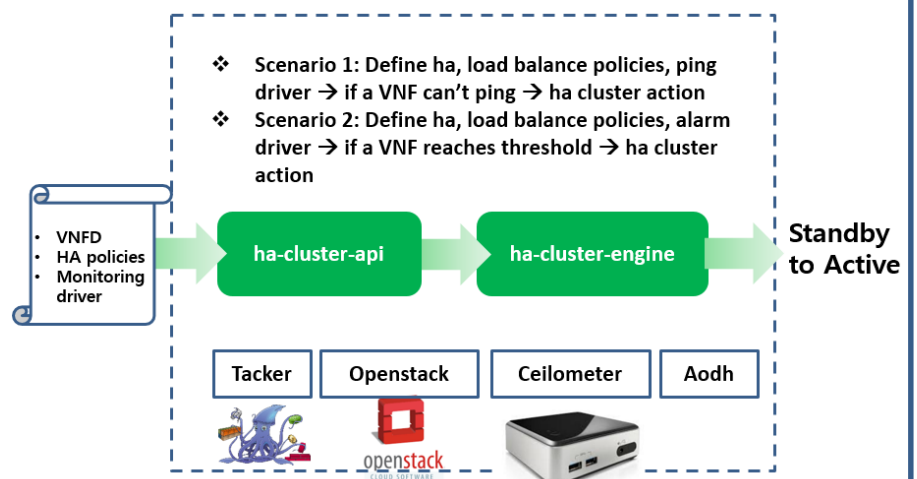 ❖ Scenario 1: Define ha, load balance policies, ping
driver → if a VNF can't ping → ha cluster action
❖ Scenario 2: Define ha, load balance policies, alarm
driver → if a VNF reaches threshold → ha cluster
action
• VNFD
• HA policies
• Monitoring
driver
ha-cluster-api
ha-cluster-engine
Standby
to Active
Tacker
Openstack
Ceilometer
Aodh
openstack
CLOUD SOFTWARE